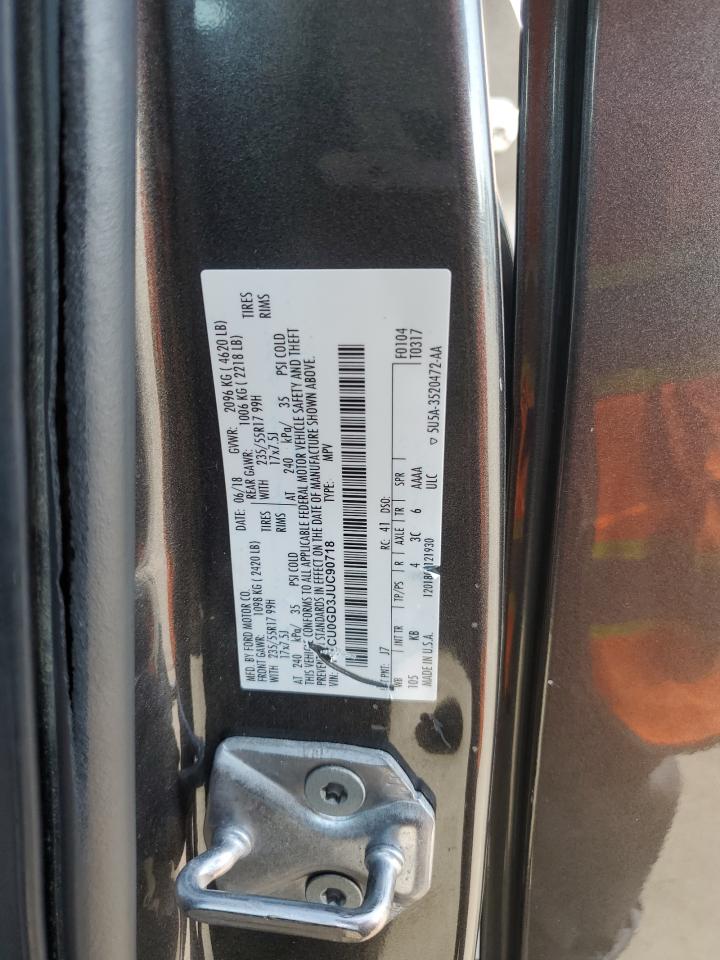 MFD. BY FORD MOTOR CO.
DATE: 06/18 GVWR: 2096 KG ( 4620 LB)
FRONT GAWR: 1098 KG ( 2420 LB) REAR GAWR: 1006 KG ( 2218 LB)
WITH 235/55R17 99H TIRES WITH 235/55R17 99H TIRES
17x7.5J RIMS 17x7.5J RIMS
AT 240 kPa/ 35 PSI COLD AT 240 kPa/ 35 PSI COLD
THIS VEHICLE CONFORMS TO ALL APPLICABLE FEDERAL MOTOR VEHICLE SAFETY AND THEFT
PREVENTION STANDARDS IN EFFECT ON THE DATE OF MANUFACTURE SHOWN ABOVE.
VIN: CU0GD3JUC90718 TYPE: MPV
PNT: J7 RC: 41 DSO: F0104
WB INT TR TP/PS R AXLE TR SPR T0317
105 KB 4 3C 6 AAAA
MADE IN U.S.A. ULC ▽ 5U5A-3520472-AA